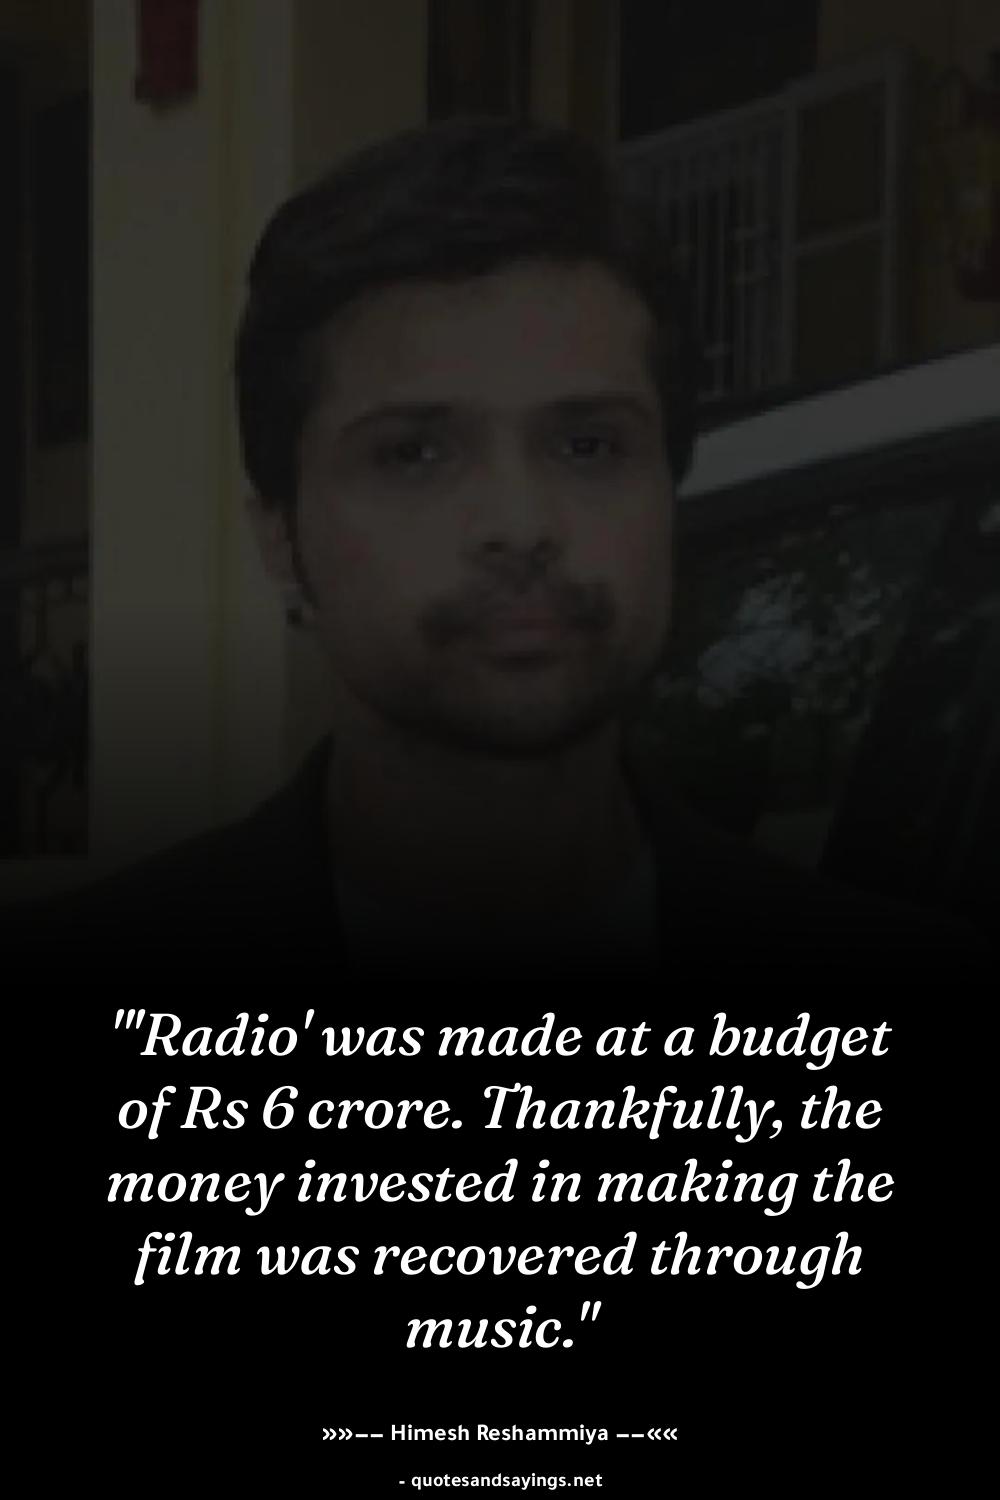 "'Radio' was made at a budget
of Rs 6 crore. Thankfully, the
money invested in making the
film was recovered through
music."
»»–– Himesh Reshammiya ––««
- quotesandsayings.net